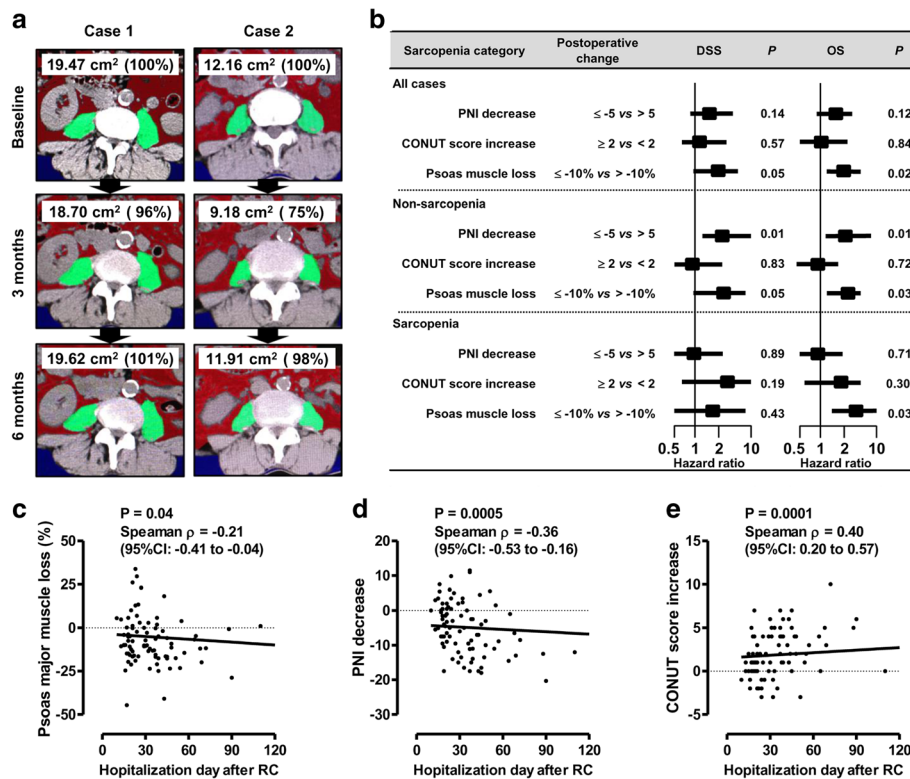 a
Case 1
Case 2
Baseline
19.47 cm² (100%)
12.16 cm² (100%)
3 months
18.70 cm² ( 96%)
9.18 cm² ( 75%)
6 months
19.62 cm² (101%)
11.91 cm² ( 98%)
b
Sarcopenia category Postoperative change DSS P OS P
All cases
PNI decrease ≤ -5 vs > 5 0.14 0.12
CONUT score increase ≥ 2 vs < 2 0.57 0.84
Psoas muscle loss ≤ -10% vs > -10% 0.05 0.02
Non-sarcopenia
PNI decrease ≤ -5 vs > 5 0.01 0.01
CONUT score increase ≥ 2 vs < 2 0.83 0.72
Psoas muscle loss ≤ -10% vs > -10% 0.05 0.03
Sarcopenia
PNI decrease ≤ -5 vs > 5 0.89 0.71
CONUT score increase ≥ 2 vs < 2 0.19 0.30
Psoas muscle loss ≤ -10% vs > -10% 0.43 0.03
0.5 1 2 10 0.5 1 2 10
Hazard ratio Hazard ratio
c
P = 0.04
Speaman ρ = -0.21
(95%CI: -0.41 to -0.04)
Psoas major muscle loss (%)
50
25
0
-25
-50
0 30 60 90 120
Hopitalization day after RC
d
P = 0.0005
Speaman ρ = -0.36
(95%CI: -0.53 to -0.16)
PNI decrease
20
10
0
-10
-20
-30
0 30 60 90 120
Hopitalization day after RC
e
P = 0.0001
Speaman ρ = 0.40
(95%CI: 0.20 to 0.57)
CONUT score increase
15
10
5
0
-5
0 30 60 90 120
Hopitalization day after RC